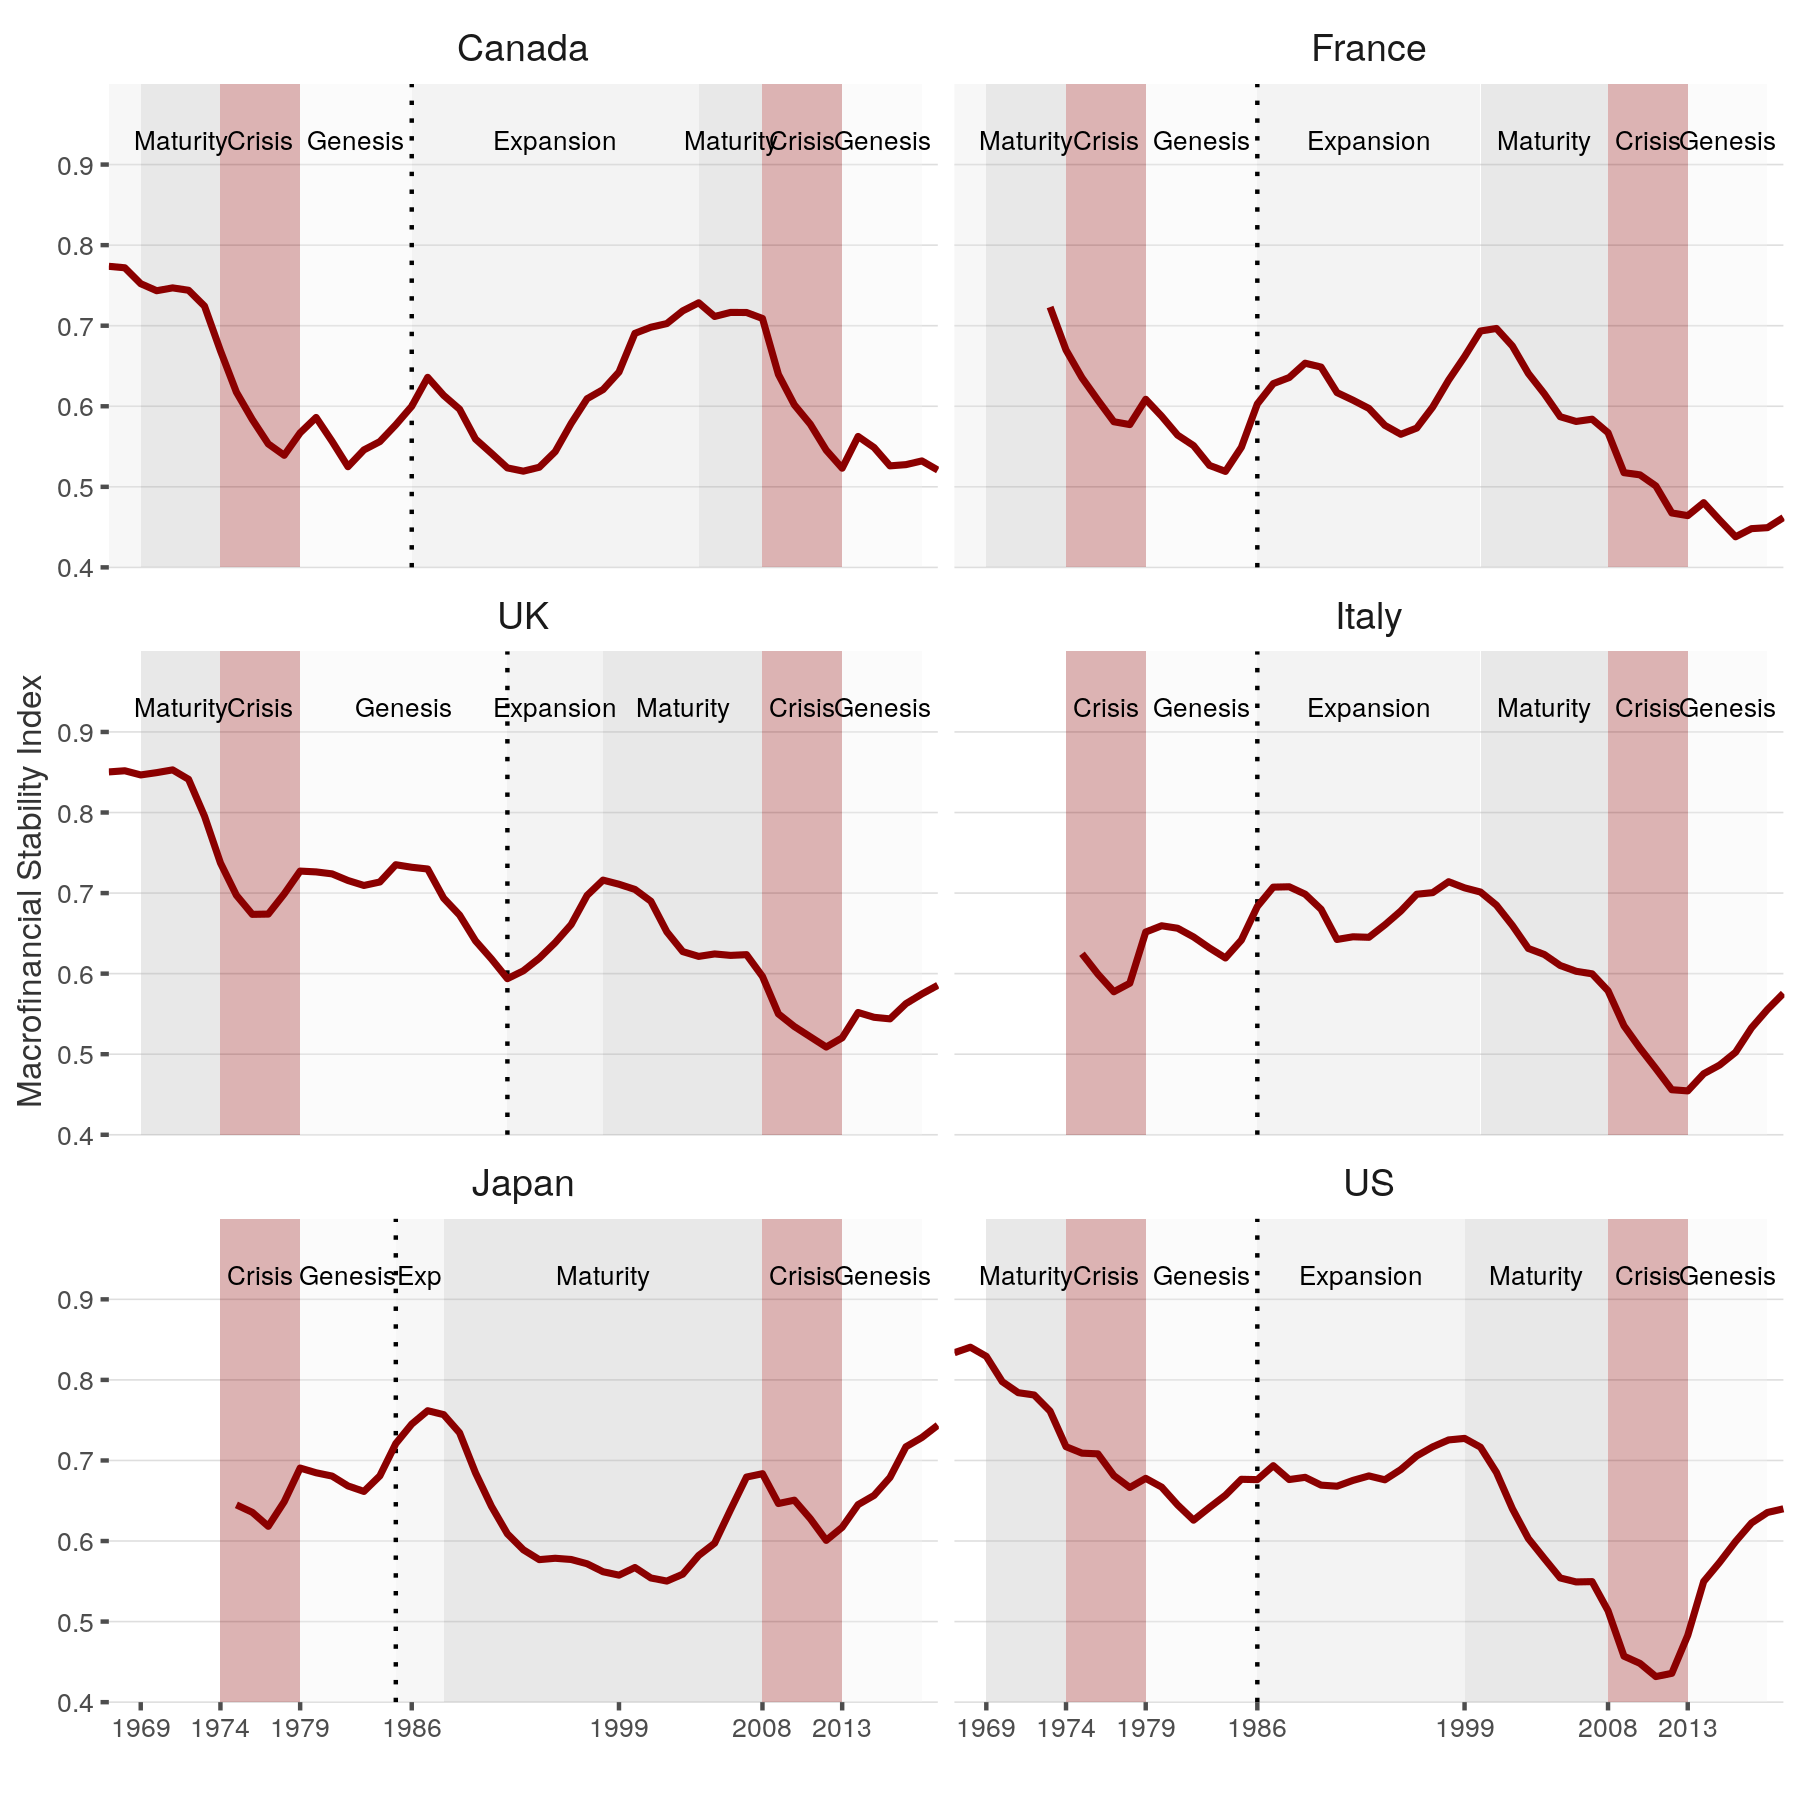 Canada
France
Maturity Crisis Genesis Expansion Maturity Crisis Genesis
Maturity Crisis Genesis Expansion Maturity Crisis Genesis
0.9
0.8
0.7
0.6
0.5
0.4
UK
Italy
Macrofinancial Stability Index
Maturity Crisis Genesis Expansion Maturity Crisis Genesis
Crisis Genesis Expansion Maturity Crisis Genesis
0.9
0.8
0.7
0.6
0.5
0.4
Japan
US
Crisis Genesis Exp Maturity Crisis Genesis
Maturity Crisis Genesis Expansion Maturity Crisis Genesis
0.9
0.8
0.7
0.6
0.5
0.4
1969 1974 1979 1986 1999 2008 2013
1969 1974 1979 1986 1999 2008 2013